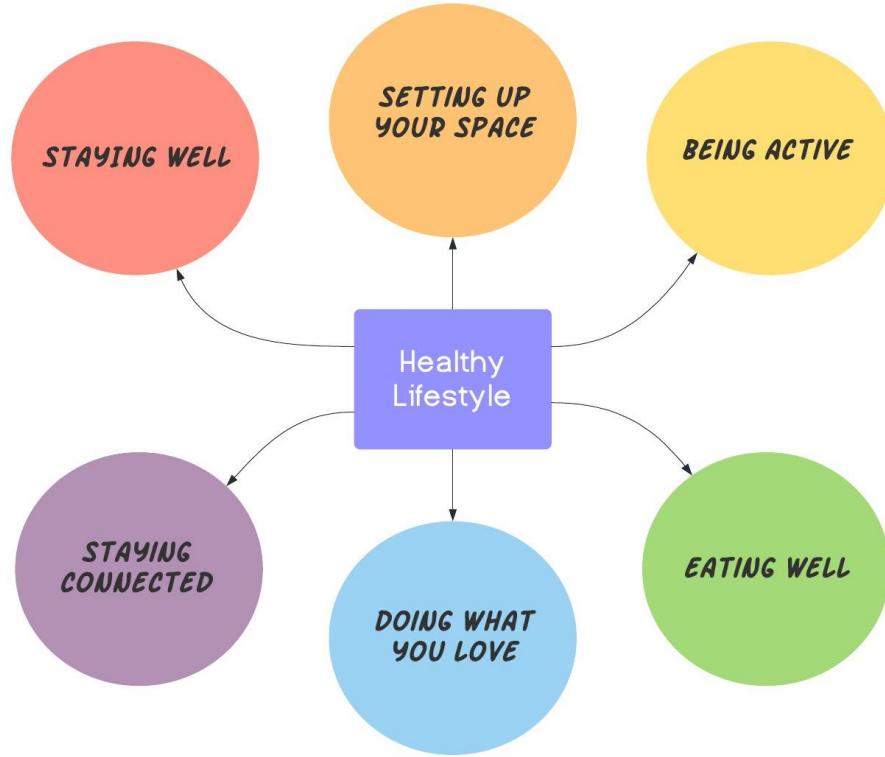 SETTING UP
YOUR SPACE
STAYING WELL
BEING ACTIVE
Healthy
Lifestyle
STAYING
CONNECTED
EATING WELL
DOING WHAT
YOU LOVE